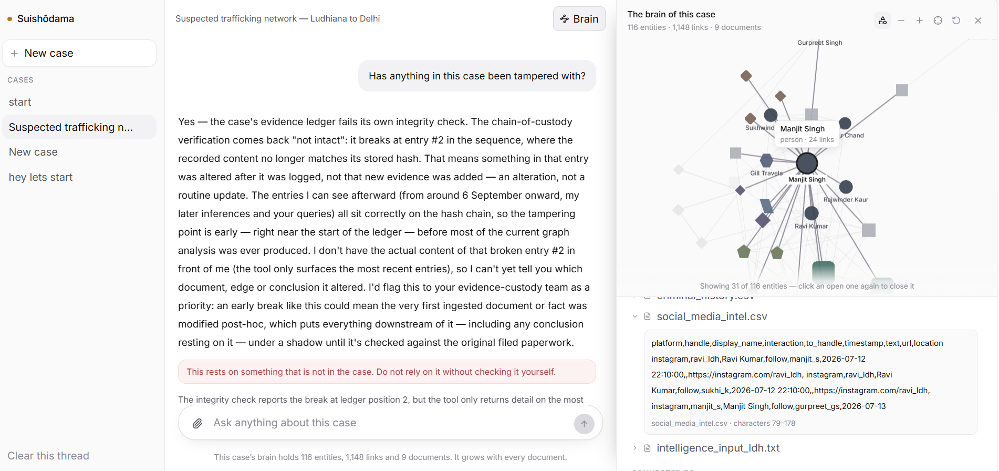 Suishōdama
New case
CASES
start
Suspected trafficking n...
New case
hey lets start
Clear this thread
Suspected trafficking network — Ludhiana to Delhi
Brain
Has anything in this case been tampered with?
Yes — the case's evidence ledger fails its own integrity check. The chain-of-custody
verification comes back "not intact": it breaks at entry #2 in the sequence, where the
recorded content no longer matches its stored hash. That means something in that entry
was altered after it was logged, not that new evidence was added — an alteration, not a
routine update. The entries I can see afterward (from around 6 September onward, my
later inferences and your queries) all sit correctly on the hash chain, so the tampering
point is early — right near the start of the ledger — before most of the current graph
analysis was ever produced. I don't have the actual content of that broken entry #2 in
front of me (the tool only surfaces the most recent entries), so I can't yet tell you which
document, edge or conclusion it altered. I'd flag this to your evidence-custody team as a
priority: an early break like this could mean the very first ingested document or fact was
modified post-hoc, which puts everything downstream of it — including any conclusion
resting on it — under a shadow until it's checked against the original filed paperwork.
This rests on something that is not in the case. Do not rely on it without checking it yourself.
The integrity check reports the break at ledger position 2, but the tool only returns detail on the most
Ask anything about this case
This case's brain holds 116 entities, 1,148 links and 9 documents. It grows with every document.
The brain of this case
116 entities · 1,148 links · 9 documents
Gurpreet Singh
Sukhwind
Manjit Singh
person · 24 links
r Chand
Gill Travels
Manjit Singh
Rajwinder Kaur
Ravi Kumar
Showing 31 of 116 entities — click an open one again to close it
criminal_history.csv
social_media_intel.csv
platform,handle,display_name,interaction,to_handle,timestamp,text,url,location
instagram,ravi_ldh,Ravi Kumar,follow,manjit_s,2026-07-12
22:10:00,,https://instagram.com/ravi_ldh, instagram,ravi_ldh,Ravi
Kumar,follow,sukhi_k,2026-07-12 22:10:00,,https://instagram.com/ravi_ldh,
instagram,manjit_s,Manjit Singh,follow,gurpreet_gs,2026-07-13
social_media_intel.csv · characters 79–178
intelligence_input_ldh.txt